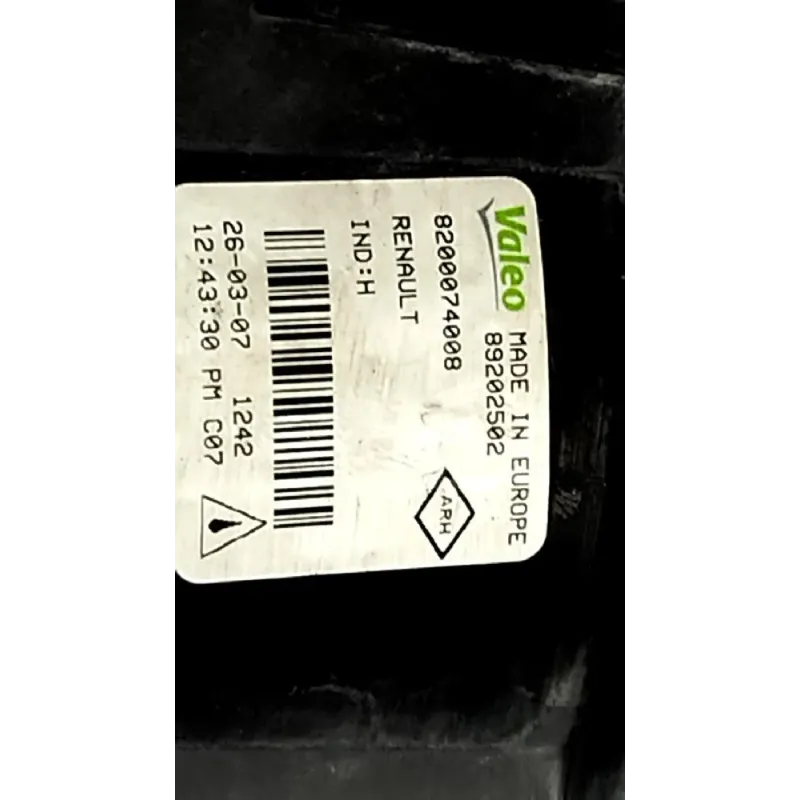 Valeo MADE IN EUROPE
89202502
8200074008
RENAULT
IND:H
ARH
26-03-07 1242
12:43:30 PM C07